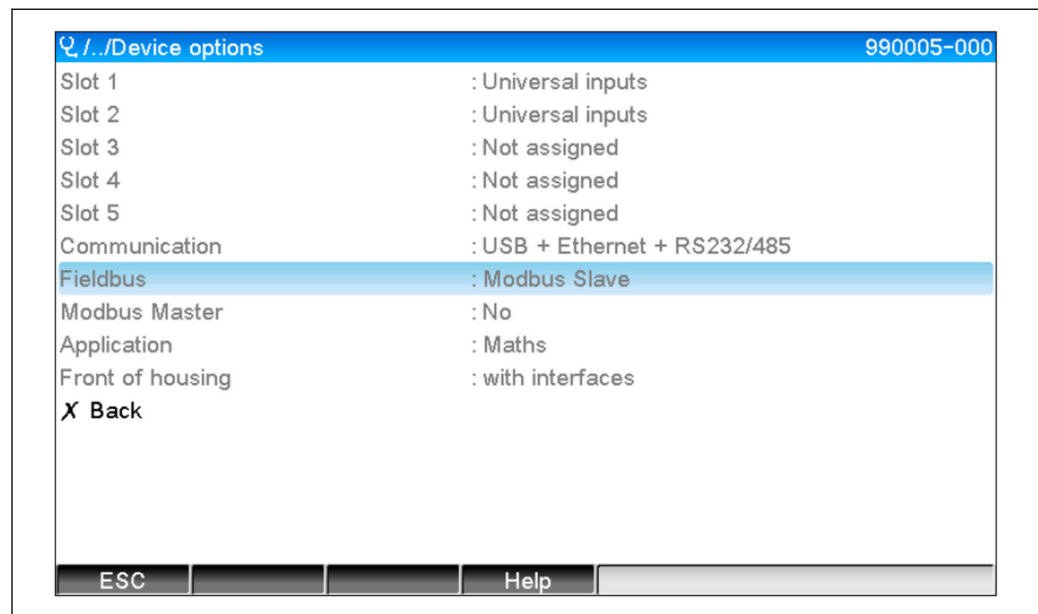 /../Device options 990005-000
Slot 1 : Universal inputs
Slot 2 : Universal inputs
Slot 3 : Not assigned
Slot 4 : Not assigned
Slot 5 : Not assigned
Communication : USB + Ethernet + RS232/485
Fieldbus : Modbus Slave
Modbus Master : No
Application : Maths
Front of housing : with interfaces
X Back
ESC Help